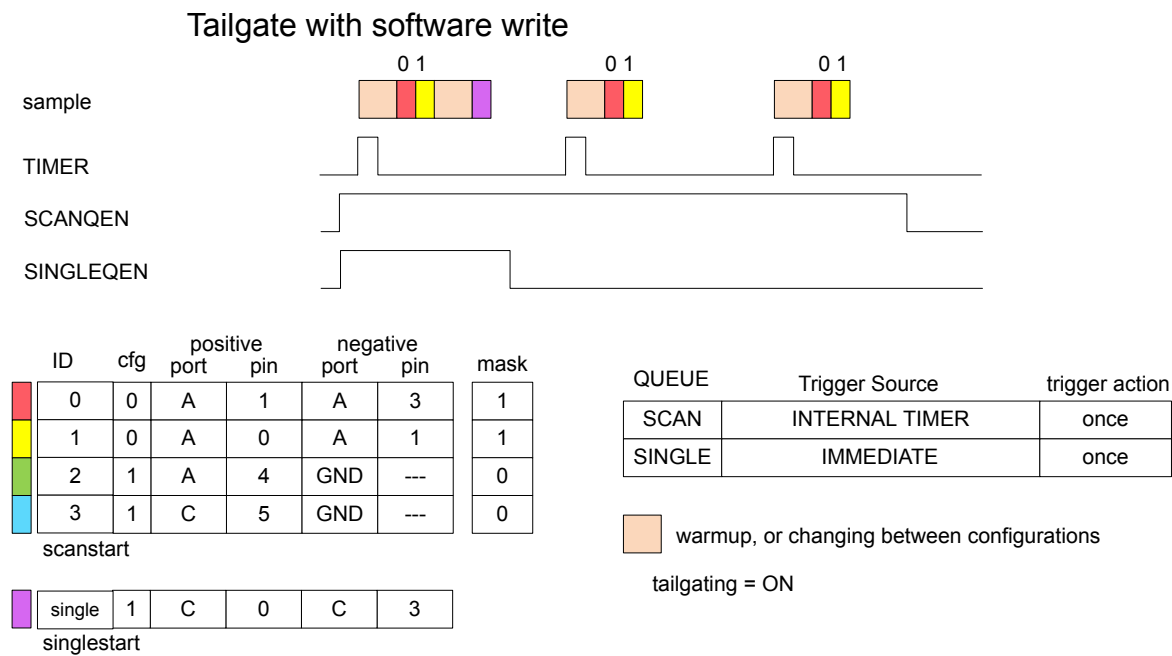 Tailgate with software write
0 1 0 1 0 1
sample
TIMER
SCANQEN
SINGLEQEN
positive negative
ID cfg port pin port pin mask
0 0 A 1 A 3 1
1 0 A 0 A 1 1
2 1 A 4 GND --- 0
3 1 C 5 GND --- 0
scanstart
single 1 C 0 C 3
singlestart
QUEUE Trigger Source trigger action
SCAN INTERNAL TIMER once
SINGLE IMMEDIATE once
warmup, or changing between configurations
tailgating = ON